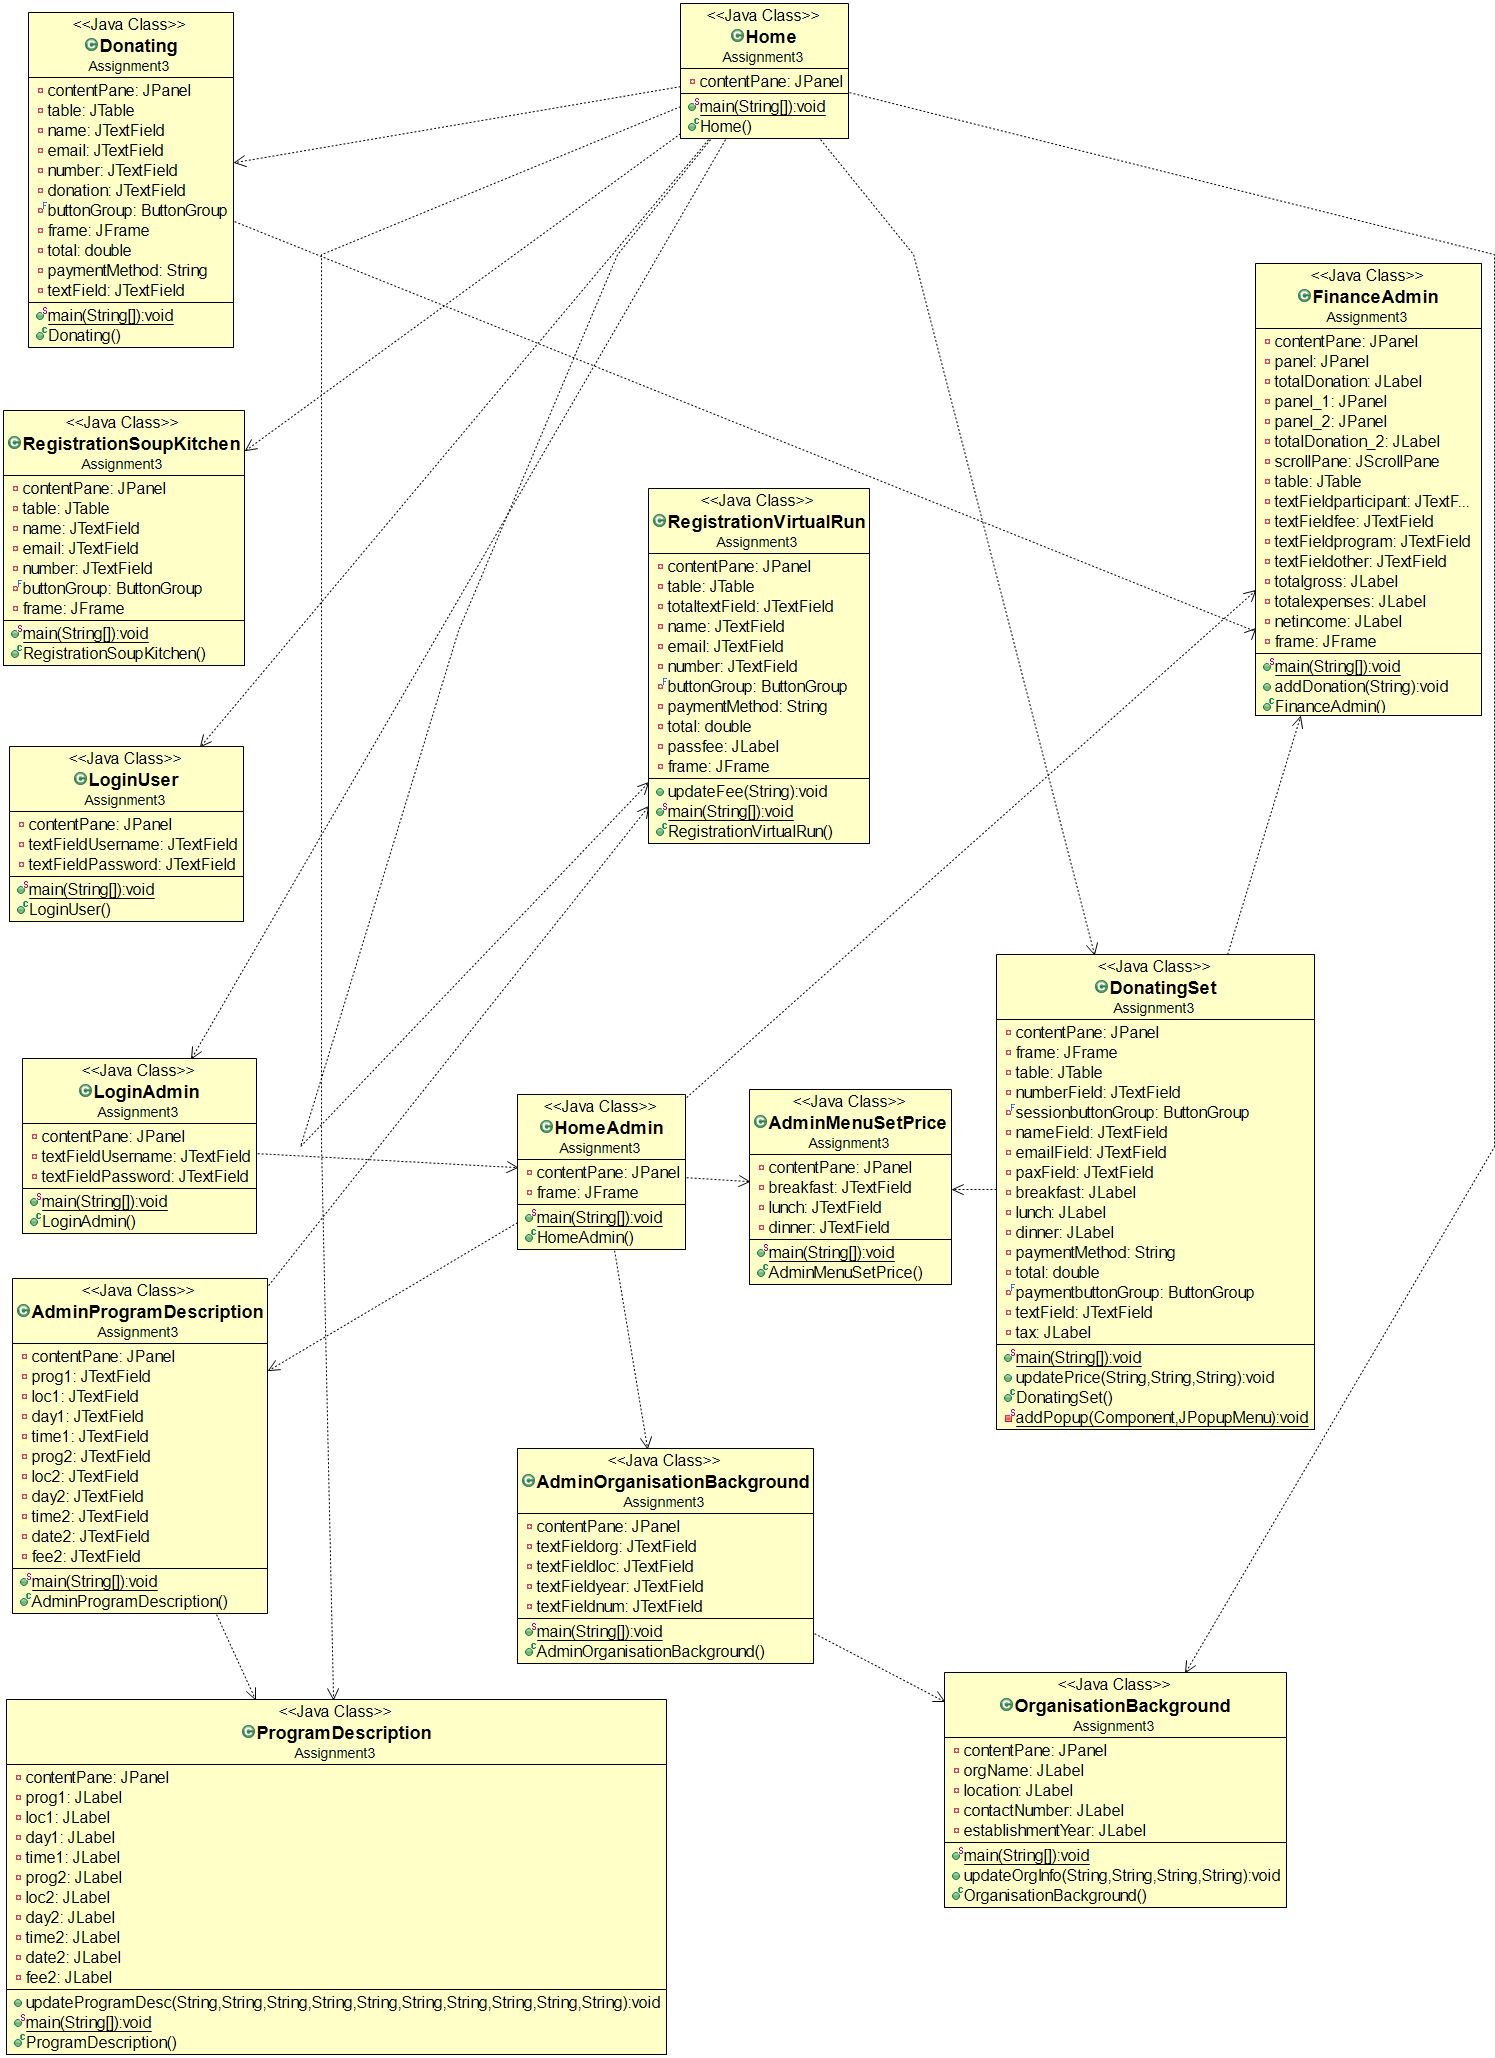 <<Java Class>>
Donating
Assignment3
contentPane: JPanel
table: JTable
name: JTextField
email: JTextField
number: JTextField
donation: JTextField
buttonGroup: ButtonGroup
frame: JFrame
total: double
paymentMethod: String
textField: JTextField
main(String[]):void
Donating()
<<Java Class>>
Home
Assignment3
contentPane: JPanel
main(String[]):void
Home()
<<Java Class>>
FinanceAdmin
Assignment3
contentPane: JPanel
panel: JPanel
totalDonation: JLabel
panel_1: JPanel
panel_2: JPanel
totalDonation_2: JLabel
scrollPane: JScrollPane
table: JTable
textFieldparticipant: JTextF...
textFieldfee: JTextField
textFieldprogram: JTextField
textFieldother: JTextField
totalgross: JLabel
totalexpenses: JLabel
netincome: JLabel
frame: JFrame
main(String[]):void
addDonation(String):void
FinanceAdmin()
<<Java Class>>
RegistrationSoupKitchen
Assignment3
contentPane: JPanel
table: JTable
name: JTextField
email: JTextField
number: JTextField
buttonGroup: ButtonGroup
frame: JFrame
main(String[]):void
RegistrationSoupKitchen()
<<Java Class>>
RegistrationVirtualRun
Assignment3
contentPane: JPanel
table: JTable
totaltextField: JTextField
name: JTextField
email: JTextField
number: JTextField
buttonGroup: ButtonGroup
paymentMethod: String
total: double
passfee: JLabel
frame: JFrame
updateFee(String):void
main(String[]):void
RegistrationVirtualRun()
<<Java Class>>
LoginUser
Assignment3
contentPane: JPanel
textFieldUsername: JTextField
textFieldPassword: JTextField
main(String[]):void
LoginUser()
<<Java Class>>
DonatingSet
Assignment3
contentPane: JPanel
frame: JFrame
table: JTable
numberField: JTextField
sessionbuttonGroup: ButtonGroup
nameField: JTextField
emailField: JTextField
paxField: JTextField
breakfast: JLabel
lunch: JLabel
dinner: JLabel
paymentMethod: String
total: double
paymentbuttonGroup: ButtonGroup
textField: JTextField
tax: JLabel
main(String[]):void
updatePrice(String,String,String):void
DonatingSet()
addPopup(Component,JPopupMenu):void
<<Java Class>>
LoginAdmin
Assignment3
contentPane: JPanel
textFieldUsername: JTextField
textFieldPassword: JTextField
main(String[]):void
LoginAdmin()
<<Java Class>>
HomeAdmin
Assignment3
contentPane: JPanel
frame: JFrame
main(String[]):void
HomeAdmin()
<<Java Class>>
AdminMenuSetPrice
Assignment3
contentPane: JPanel
breakfast: JTextField
lunch: JTextField
dinner: JTextField
main(String[]):void
AdminMenuSetPrice()
<<Java Class>>
AdminProgramDescription
Assignment3
contentPane: JPanel
prog1: JTextField
loc1: JTextField
day1: JTextField
time1: JTextField
prog2: JTextField
loc2: JTextField
day2: JTextField
time2: JTextField
date2: JTextField
fee2: JTextField
main(String[]):void
AdminProgramDescription()
<<Java Class>>
AdminOrganisationBackground
Assignment3
contentPane: JPanel
textFieldorg: JTextField
textFieldloc: JTextField
textFieldyear: JTextField
textFieldnum: JTextField
main(String[]):void
AdminOrganisationBackground()
<<Java Class>>
OrganisationBackground
Assignment3
contentPane: JPanel
orgName: JLabel
location: JLabel
contactNumber: JLabel
establishmentYear: JLabel
main(String[]):void
updateOrgInfo(String,String,String,String):void
OrganisationBackground()
<<Java Class>>
ProgramDescription
Assignment3
contentPane: JPanel
prog1: JLabel
loc1: JLabel
day1: JLabel
time1: JLabel
prog2: JLabel
loc2: JLabel
day2: JLabel
time2: JLabel
date2: JLabel
fee2: JLabel
updateProgramDesc(String,String,String,String,String,String,String,String,String,String):void
main(String[]):void
ProgramDescription()